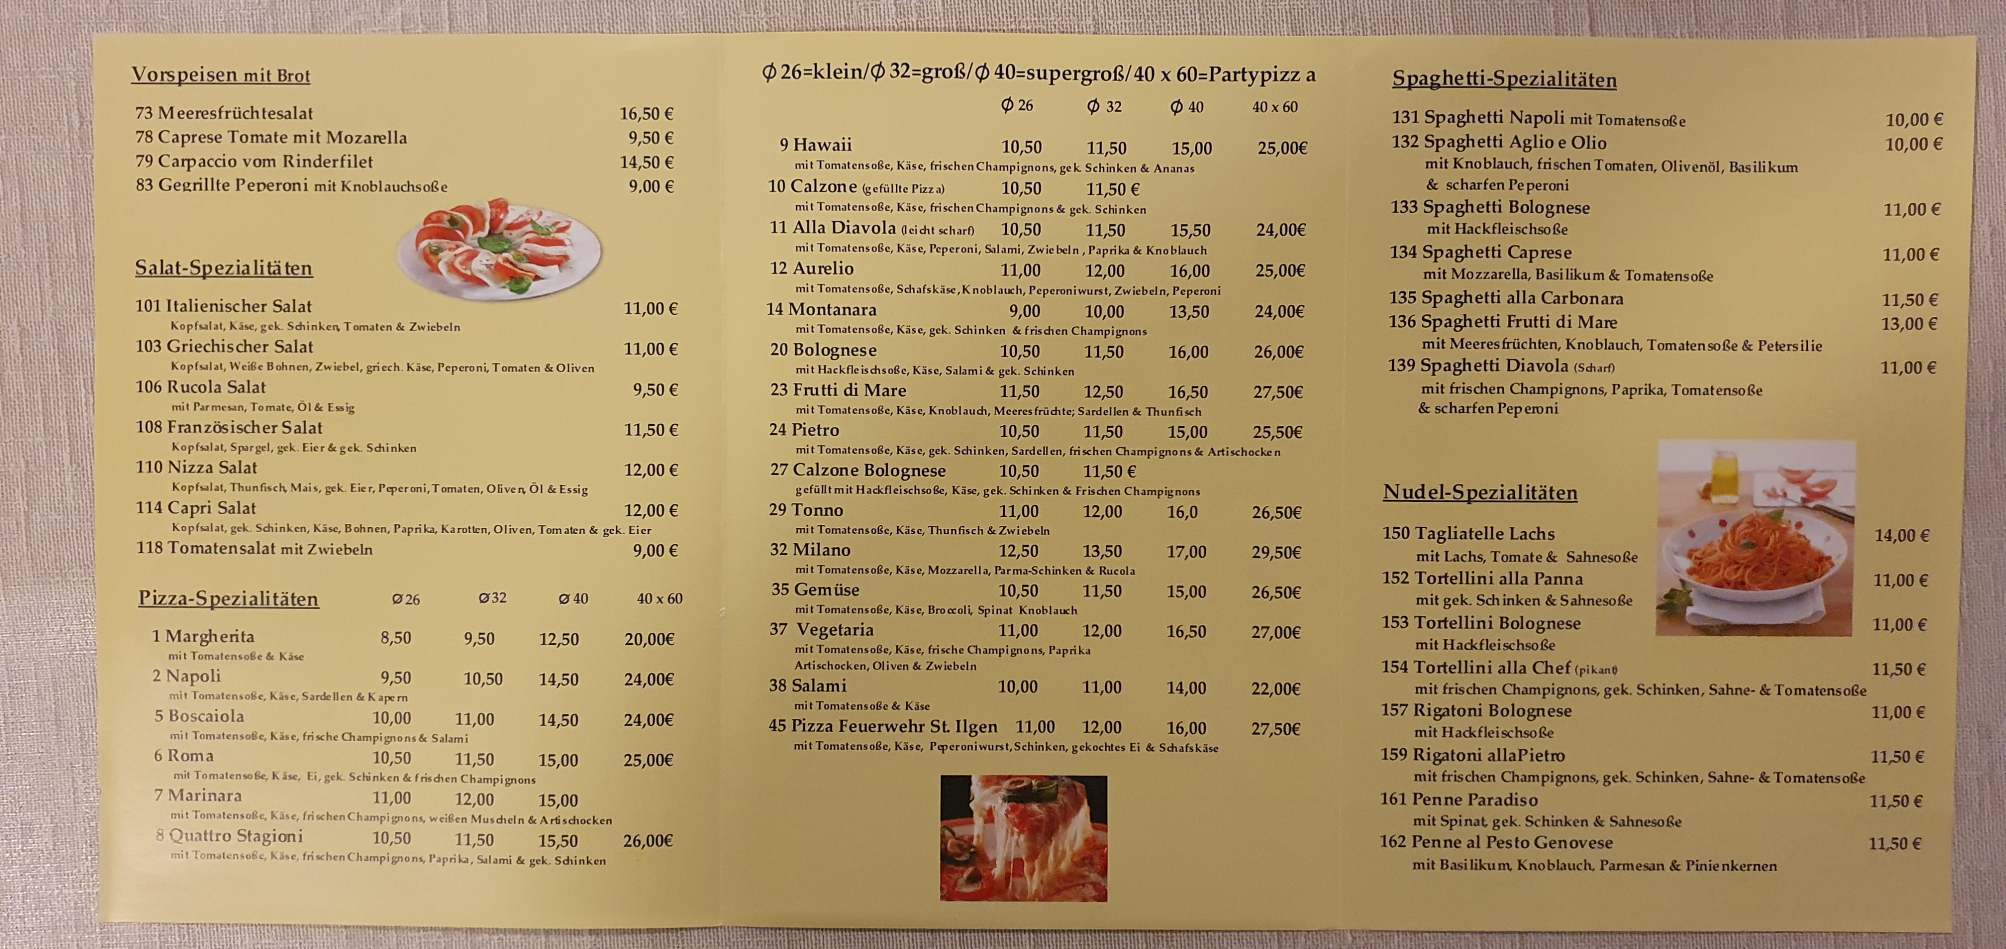 Vorspeisen mit Brot
73 Meeresfrüchtesalat 16,50 €
78 Caprese Tomate mit Mozarella 9,50 €
79 Carpaccio vom Rinderfilet 14,50 €
83 Gegrillte Peperoni mit Knoblauchsoße 9,00 €
Salat-Spezialitäten
101 Italienischer Salat 11,00 €
Kopfsalat, Käse, gek. Schinken, Tomaten & Zwiebeln
103 Griechischer Salat 11,00 €
Kopfsalat, Weiße Bohnen, Zwiebel, griech. Käse, Peperoni, Tomaten & Oliven
106 Rucola Salat 9,50 €
mit Parmesan, Tomate, Öl & Essig
108 Französischer Salat 11,50 €
Kopfsalat, Spargel, gek. Eier & gek. Schinken
110 Nizza Salat 12,00 €
Kopfsalat, Thunfisch, Mais, gek. Eier, Peperoni, Tomaten, Oliven, Öl & Essig
114 Capri Salat 12,00 €
Kopfsalat, gek. Schinken, Käse, Bohnen, Paprika, Karotten, Oliven, Tomaten & gek. Eier
118 Tomatensalat mit Zwiebeln 9,00 €
Pizza-Spezialitäten ø 26 ø 32 ø 40 40 x 60
1 Margherita 8,50 9,50 12,50 20,00€
mit Tomatensoße & Käse
2 Napoli 9,50 10,50 14,50 24,00€
mit Tomatensoße, Käse, Sardellen & Kapern
5 Boscaiola 10,00 11,00 14,50 24,00€
mit Tomatensoße, Käse, frische Champignons & Salami
6 Roma 10,50 11,50 15,00 25,00€
mit Tomatensoße, Käse, Ei, gek. Schinken & frischen Champignons
7 Marinara 11,00 12,00 15,00
mit Tomatensoße, Käse, frischen Champignons, weißen Muscheln & Artischocken
8 Quattro Stagioni 10,50 11,50 15,50 26,00€
mit Tomatensoße, Käse, frischen Champignons, Paprika, Salami & gek. Schinken
ø 26=klein/ø 32=groß/ø 40=supergroß/40 x 60=Partypizz a
ø 26 ø 32 ø 40 40 x 60
9 Hawaii 10,50 11,50 15,00 25,00€
mit Tomatensoße, Käse, frischen Champignons, gek. Schinken & Ananas
10 Calzone (gefüllte Pizza) 10,50 11,50 €
mit Tomatensoße, Käse, frischen Champignons & gek. Schinken
11 Alla Diavola (leicht scharf) 10,50 11,50 15,50 24,00€
mit Tomatensoße, Käse, Peperoni, Salami, Zwiebeln , Paprika & Knoblauch
12 Aurelio 11,00 12,00 16,00 25,00€
mit Tomatensoße, Schafskäse, Knoblauch, Peperoniwurst, Zwiebeln, Peperoni
14 Montanara 9,00 10,00 13,50 24,00€
mit Tomatensoße, Käse, gek. Schinken & frischen Champignons
20 Bolognese 10,50 11,50 16,00 26,00€
mit Hackfleischsoße, Käse, Salami & gek. Schinken
23 Frutti di Mare 11,50 12,50 16,50 27,50€
mit Tomatensoße, Käse, Knoblauch, Meeresfrüchte; Sardellen & Thunfisch
24 Pietro 10,50 11,50 15,00 25,50€
mit Tomatensoße, Käse, gek. Schinken, Sardellen, frischen Champignons & Artischocken
27 Calzone Bolognese 10,50 11,50 €
gefüllt mit Hackfleischsoße, Käse, gek. Schinken & Frischen Champignons
29 Tonno 11,00 12,00 16,0 26,50€
mit Tomatensoße, Käse, Thunfisch & Zwiebeln
32 Milano 12,50 13,50 17,00 29,50€
mit Tomatensoße, Käse, Mozzarella, Parma-Schinken & Rucola
35 Gemüse 10,50 11,50 15,00 26,50€
mit Tomatensoße, Käse, Broccoli, Spinat Knoblauch
37 Vegetaria 11,00 12,00 16,50 27,00€
mit Tomatensoße, Käse, frische Champignons, Paprika
Artischocken, Oliven & Zwiebeln
38 Salami 10,00 11,00 14,00 22,00€
mit Tomatensoße & Käse
45 Pizza Feuerwehr St. Ilgen 11,00 12,00 16,00 27,50€
mit Tomatensoße, Käse, Peperoniwurst, Schinken, gekochtes Ei & Schafskäse
Spaghetti-Spezialitäten
131 Spaghetti Napoli mit Tomatensoße 10,00 €
132 Spaghetti Aglio e Olio 10,00 €
mit Knoblauch, frischen Tomaten, Olivenöl, Basilikum
& scharfen Peperoni
133 Spaghetti Bolognese 11,00 €
mit Hackfleischsoße
134 Spaghetti Caprese 11,00 €
mit Mozzarella, Basilikum & Tomatensoße
135 Spaghetti alla Carbonara 11,50 €
136 Spaghetti Frutti di Mare 13,00 €
mit Meeresfrüchten, Knoblauch, Tomatensoße & Petersilie
139 Spaghetti Diavola (Scharf) 11,00 €
mit frischen Champignons, Paprika, Tomatensoße
& scharfen Peperoni
Nudel-Spezialitäten
150 Tagliatelle Lachs 14,00 €
mit Lachs, Tomate & Sahnesoße
152 Tortellini alla Panna 11,00 €
mit gek. Schinken & Sahnesoße
153 Tortellini Bolognese 11,00 €
mit Hackfleischsoße
154 Tortellini alla Chef (pikant) 11,50 €
mit frischen Champignons, gek. Schinken, Sahne- & Tomatensoße
157 Rigatoni Bolognese 11,00 €
mit Hackfleischsoße
159 Rigatoni allaPietro 11,50 €
mit frischen Champignons, gek. Schinken, Sahne- & Tomatensoße
161 Penne Paradiso 11,50 €
mit Spinat, gek. Schinken & Sahnesoße
162 Penne al Pesto Genovese 11,50 €
mit Basilikum, Knoblauch, Parmesan & Pinienkernen